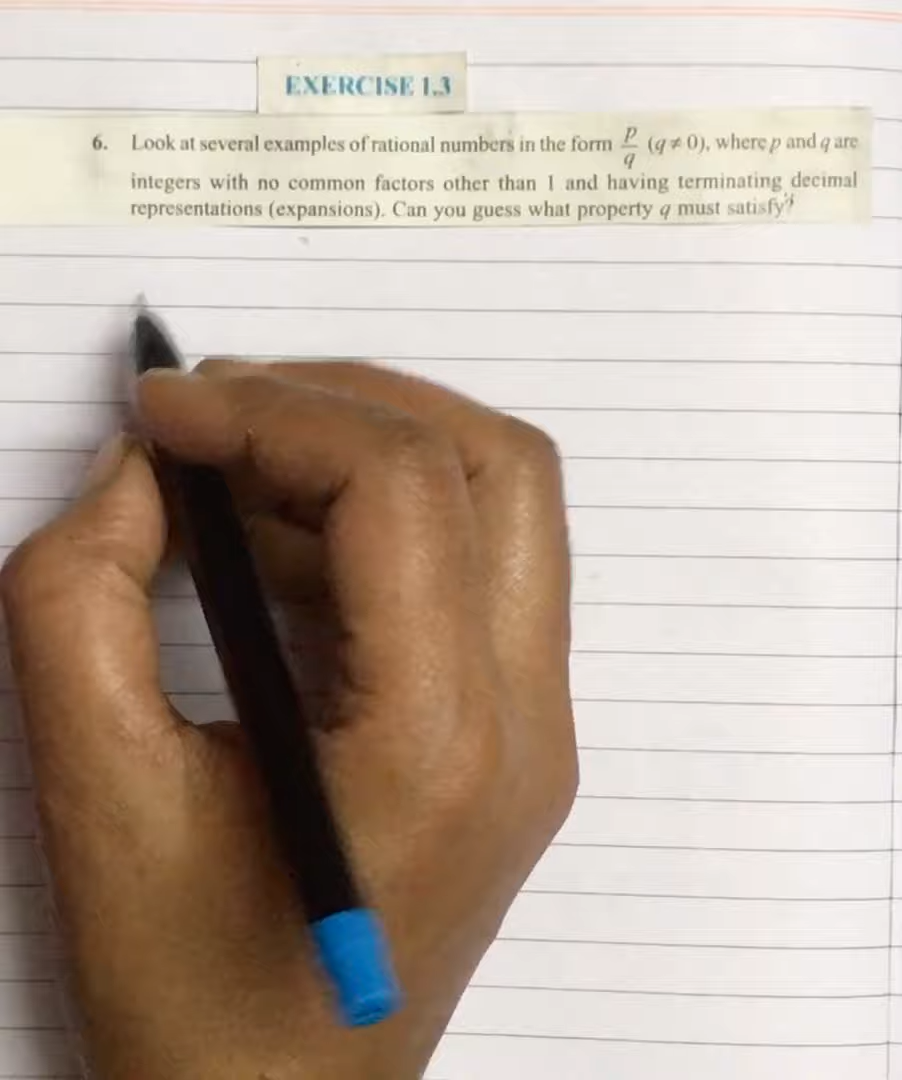 EXERCISE 1.3
6. Look at several examples of rational numbers in the form p/q (q ≠ 0), where p and q are
integers with no common factors other than 1 and having terminating decimal
representations (expansions). Can you guess what property q must satisfy?